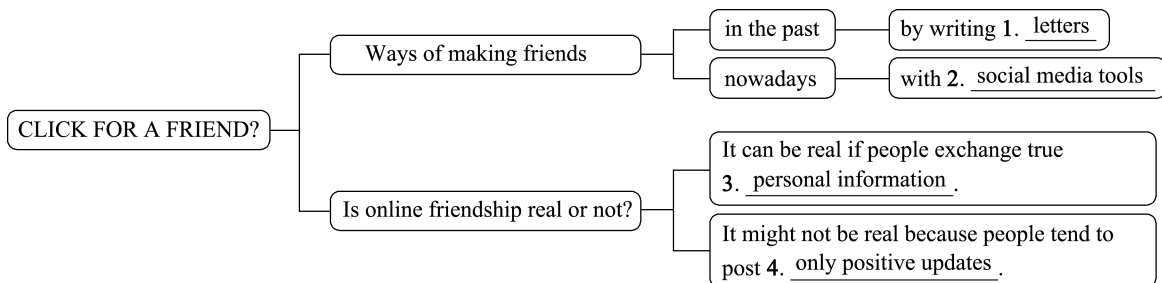 CLICK FOR A FRIEND?
Ways of making friends
in the past
by writing 1. letters
nowadays
with 2. social media tools
Is online friendship real or not?
It can be real if people exchange true
3. personal information.
It might not be real because people tend to
post 4. only positive updates.